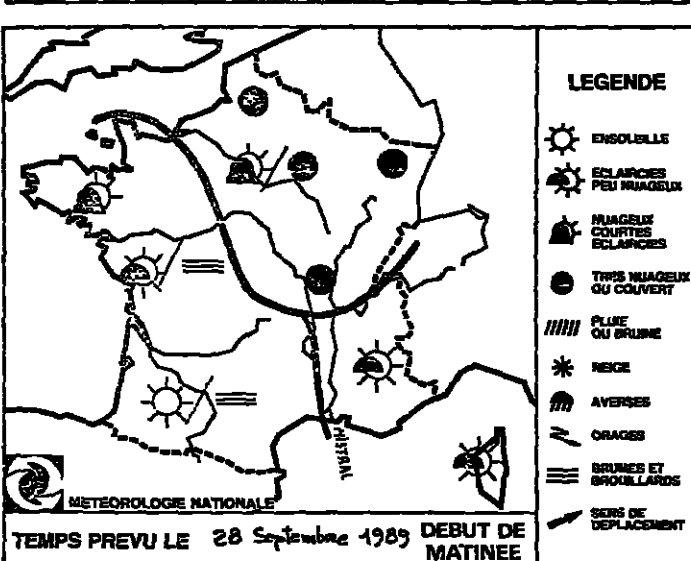 MISTRAL
METEOROLOGIE NATIONALE
TEMPS PREVU LE 28 Septembre 1989 DEBUT DE
MATINEE
LEGENDE
ENSOLEILLE
ECLAIRCIES
PEU NUAGEUX
NUAGEUX
COURTES
ECLAIRCIES
TRES NUAGEUX
OU COUVERT
PLUIE
OU BRUINE
NEIGE
AVERSES
ORAGES
BRUMES ET
BROUILLARDS
SENS DE
DEPLACEMENT